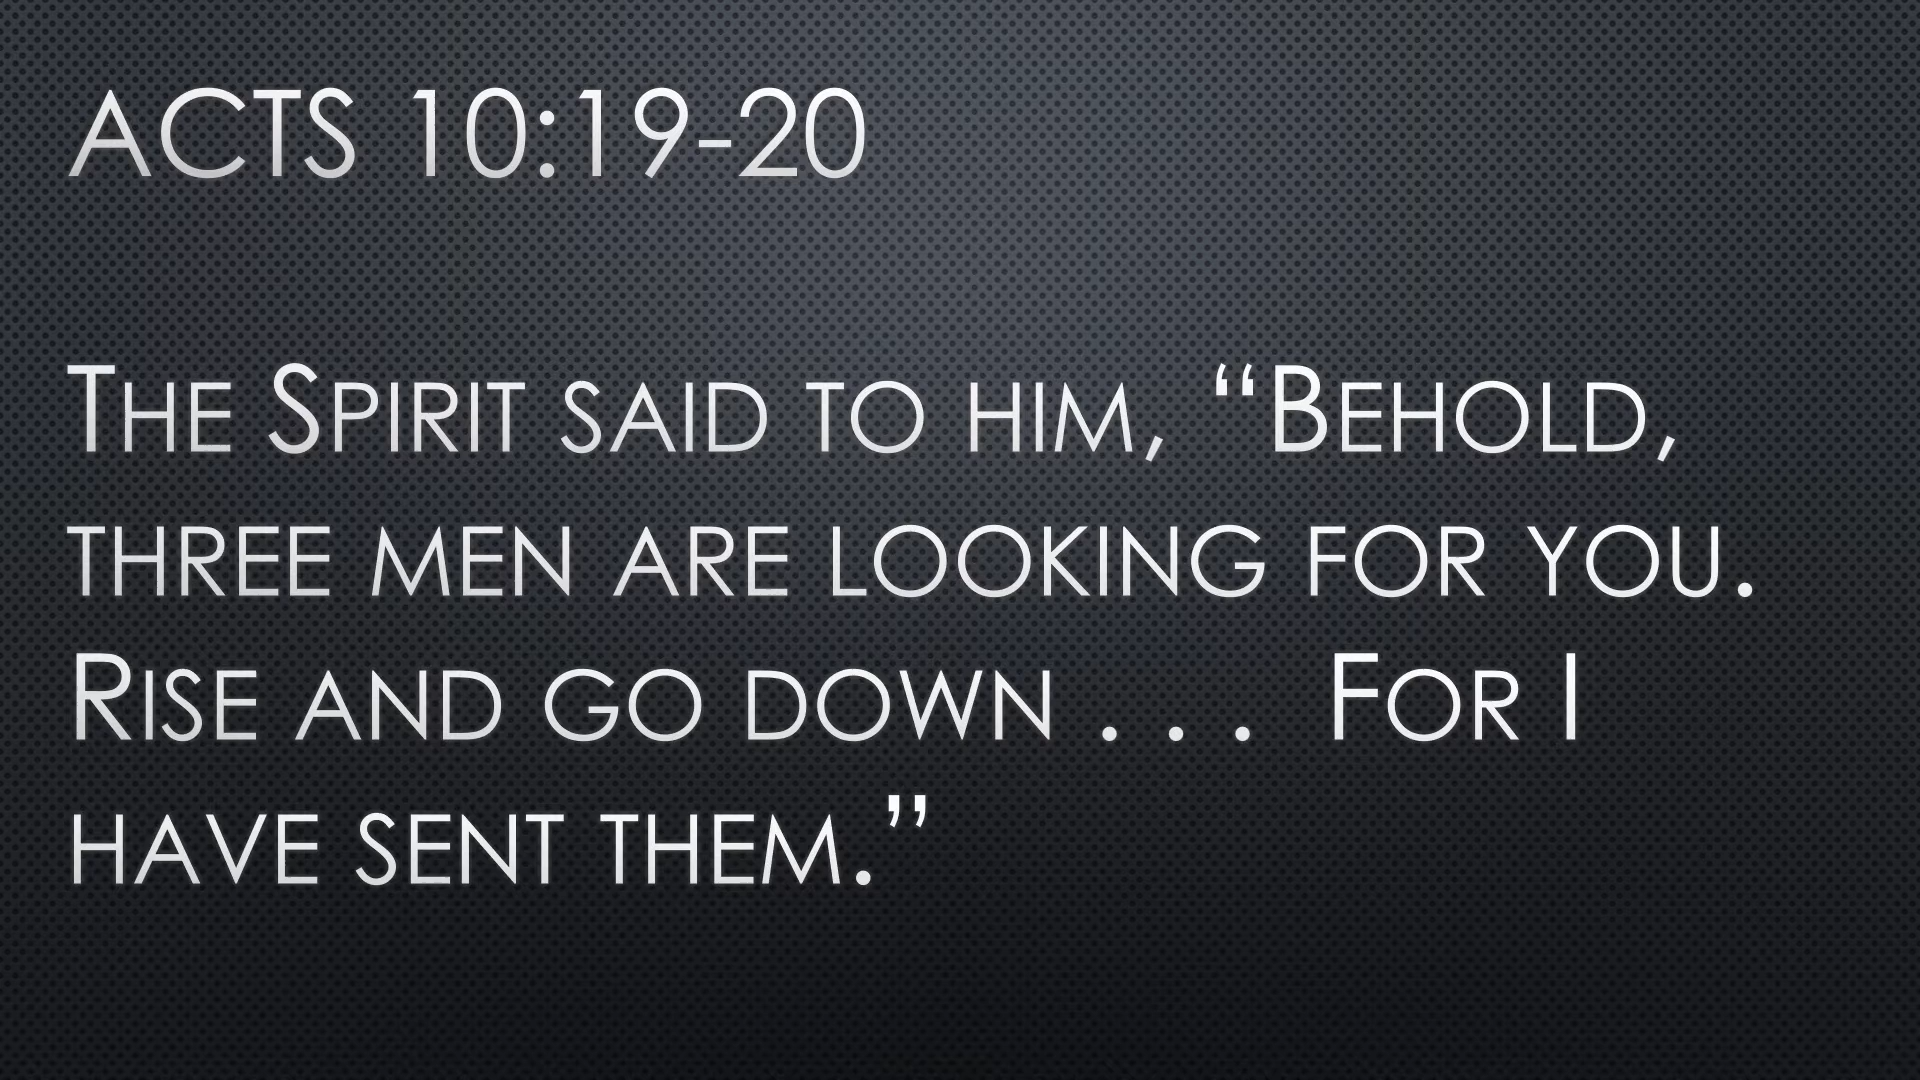 ACTS 10:19-20
The Spirit said to him, “Behold,
three men are looking for you.
Rise and go down . . .  For I
have sent them.”